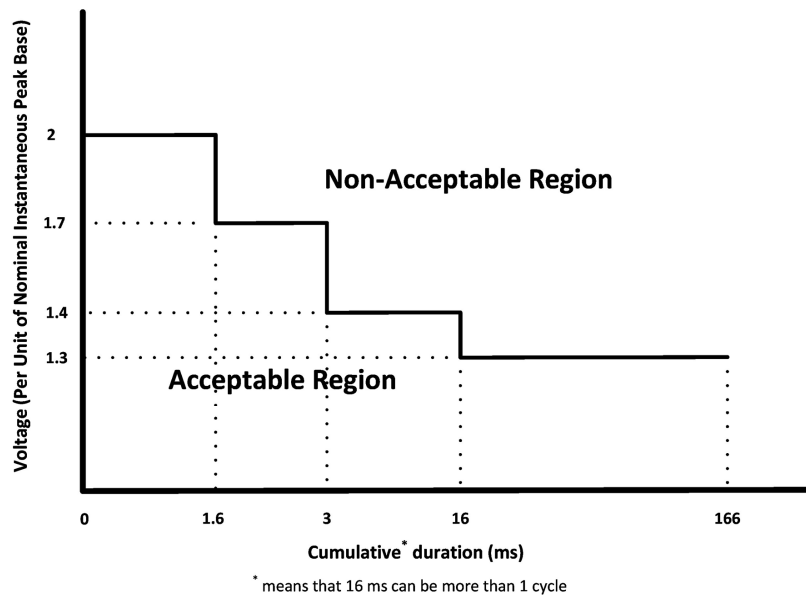 Voltage (Per Unit of Nominal Instantaneous Peak Base)
2
Non-Acceptable Region
1.7
1.4
1.3
Acceptable Region
0 1.6 3 16 166
Cumulative* duration (ms)
* means that 16 ms can be more than 1 cycle